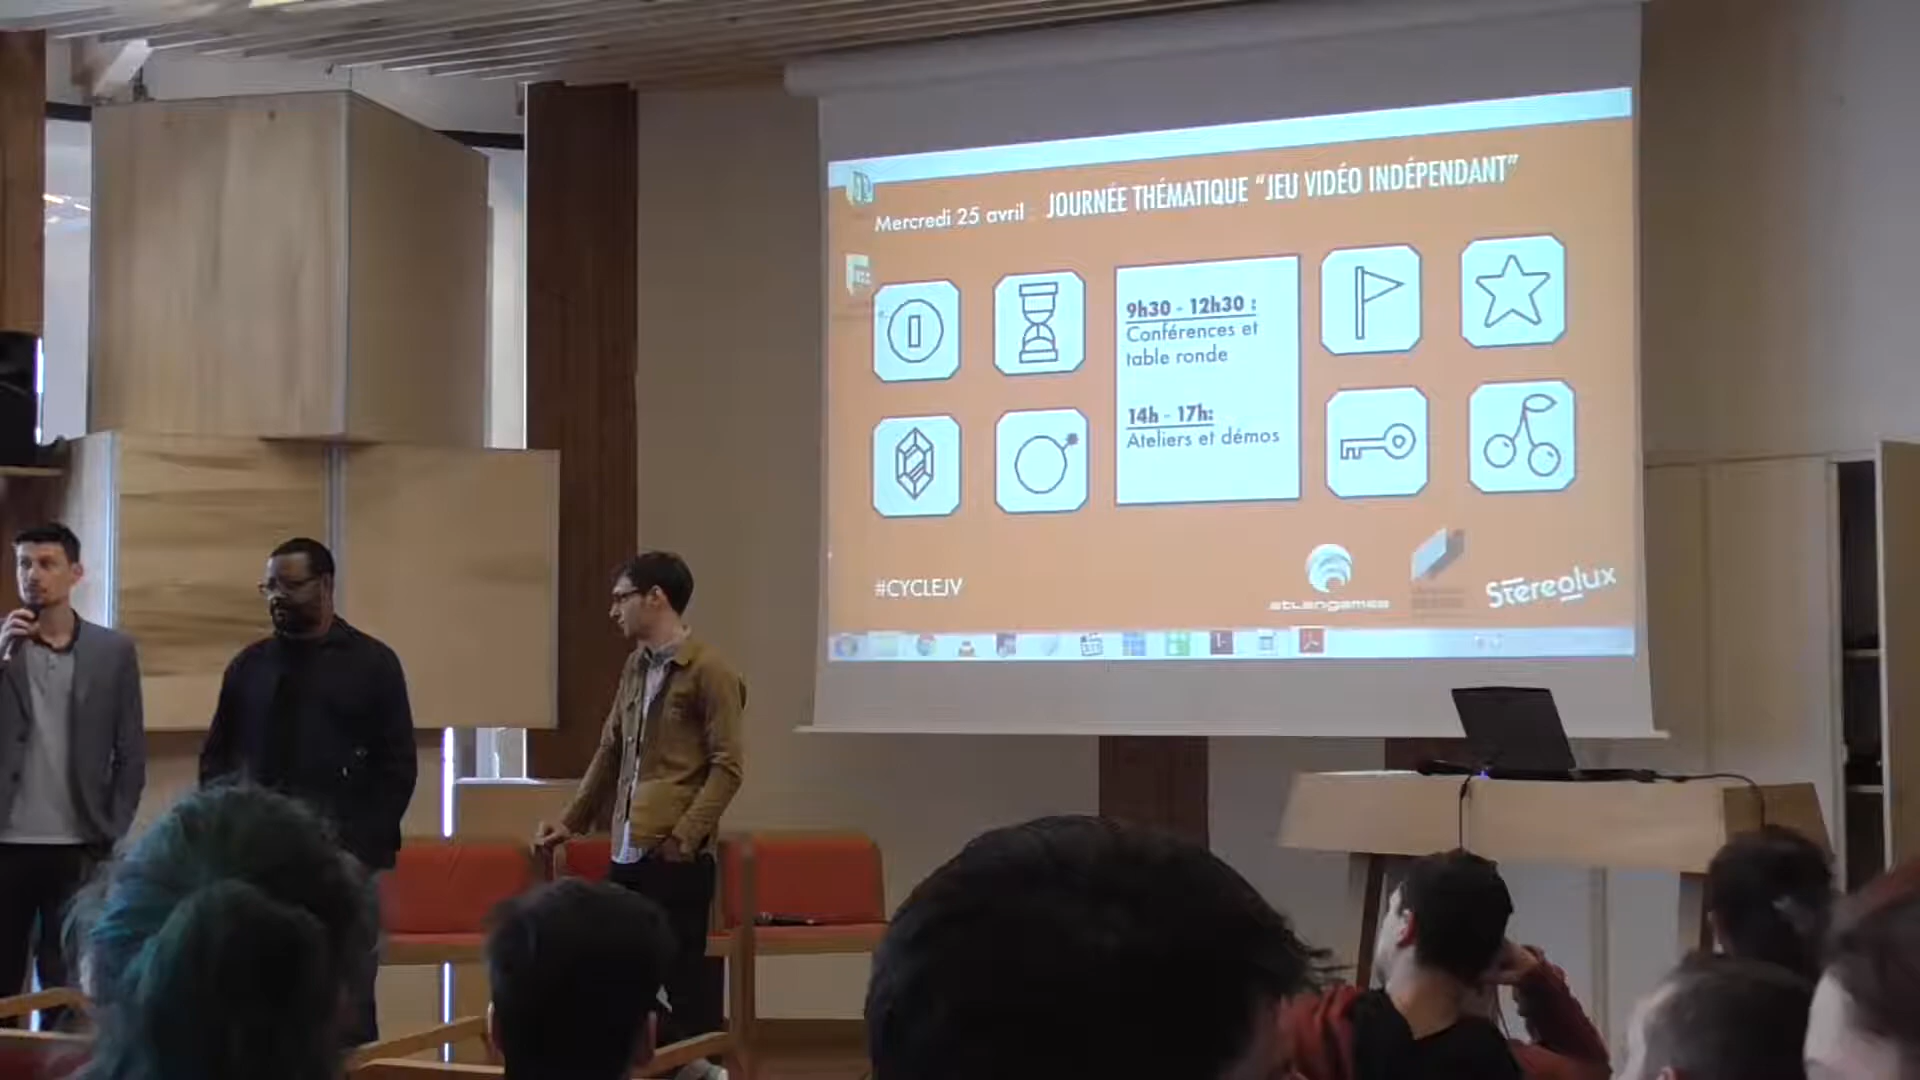 Mercredi 25 avril : JOURNÉE THÉMATIQUE “JEU VIDÉO INDÉPENDANT”
9h30 - 12h30 :
Conférences et
table ronde
14h - 17h:
Ateliers et démos
#CYCLEJV
atlangames
Stereolux